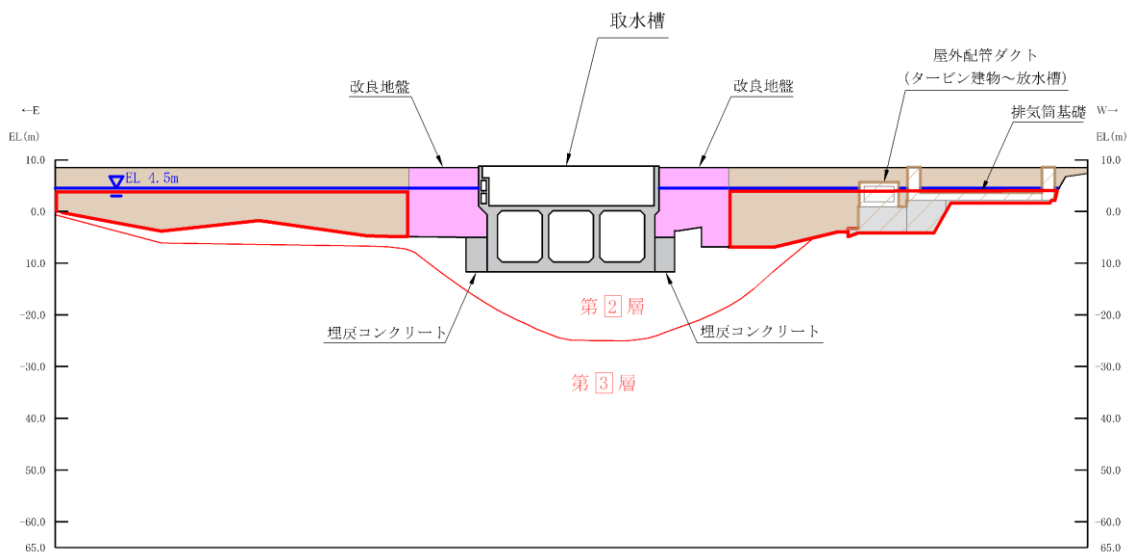 取水槽
屋外配管ダクト
(タービン建物～放水槽)
改良地盤
改良地盤
排気筒基礎
←E
W→
EL(m)
EL(m)
10.0
10.0
EL 4.5m
0.0
0.0
10.0
10.0
第2層
-20.0
-20.0
埋戻コンクリート
埋戻コンクリート
-30.0
-30.0
第3層
40.0
-40.0
50.0
50.0
-60.0
-60.0
65.0
65.0